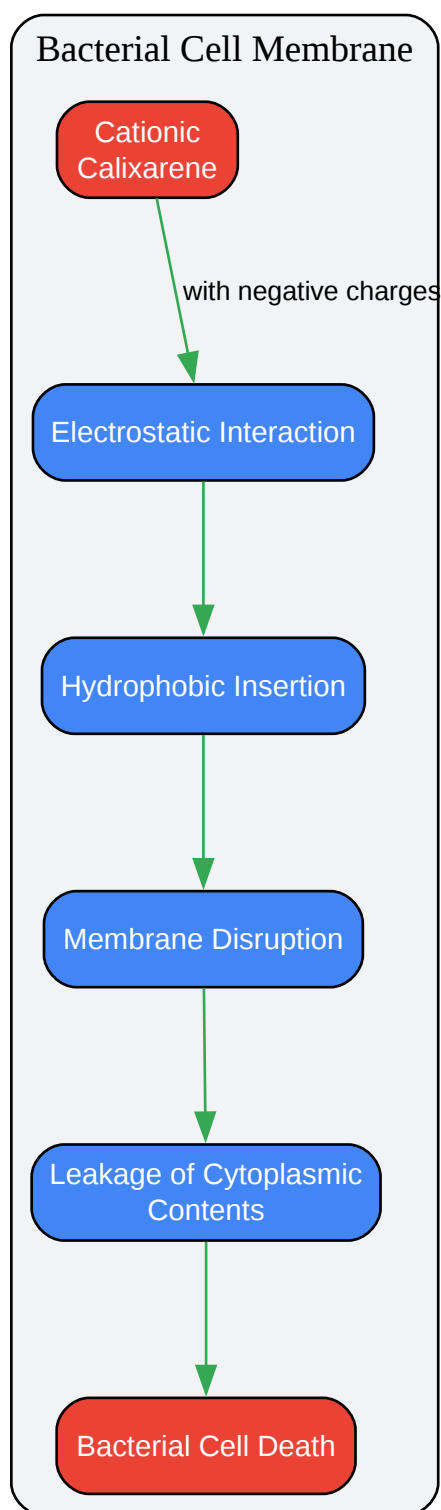 Bacterial Cell Membrane
Cationic
Calixarene
with negative charges
Electrostatic Interaction
Hydrophobic Insertion
Membrane Disruption
Leakage of Cytoplasmic
Contents
Bacterial Cell Death